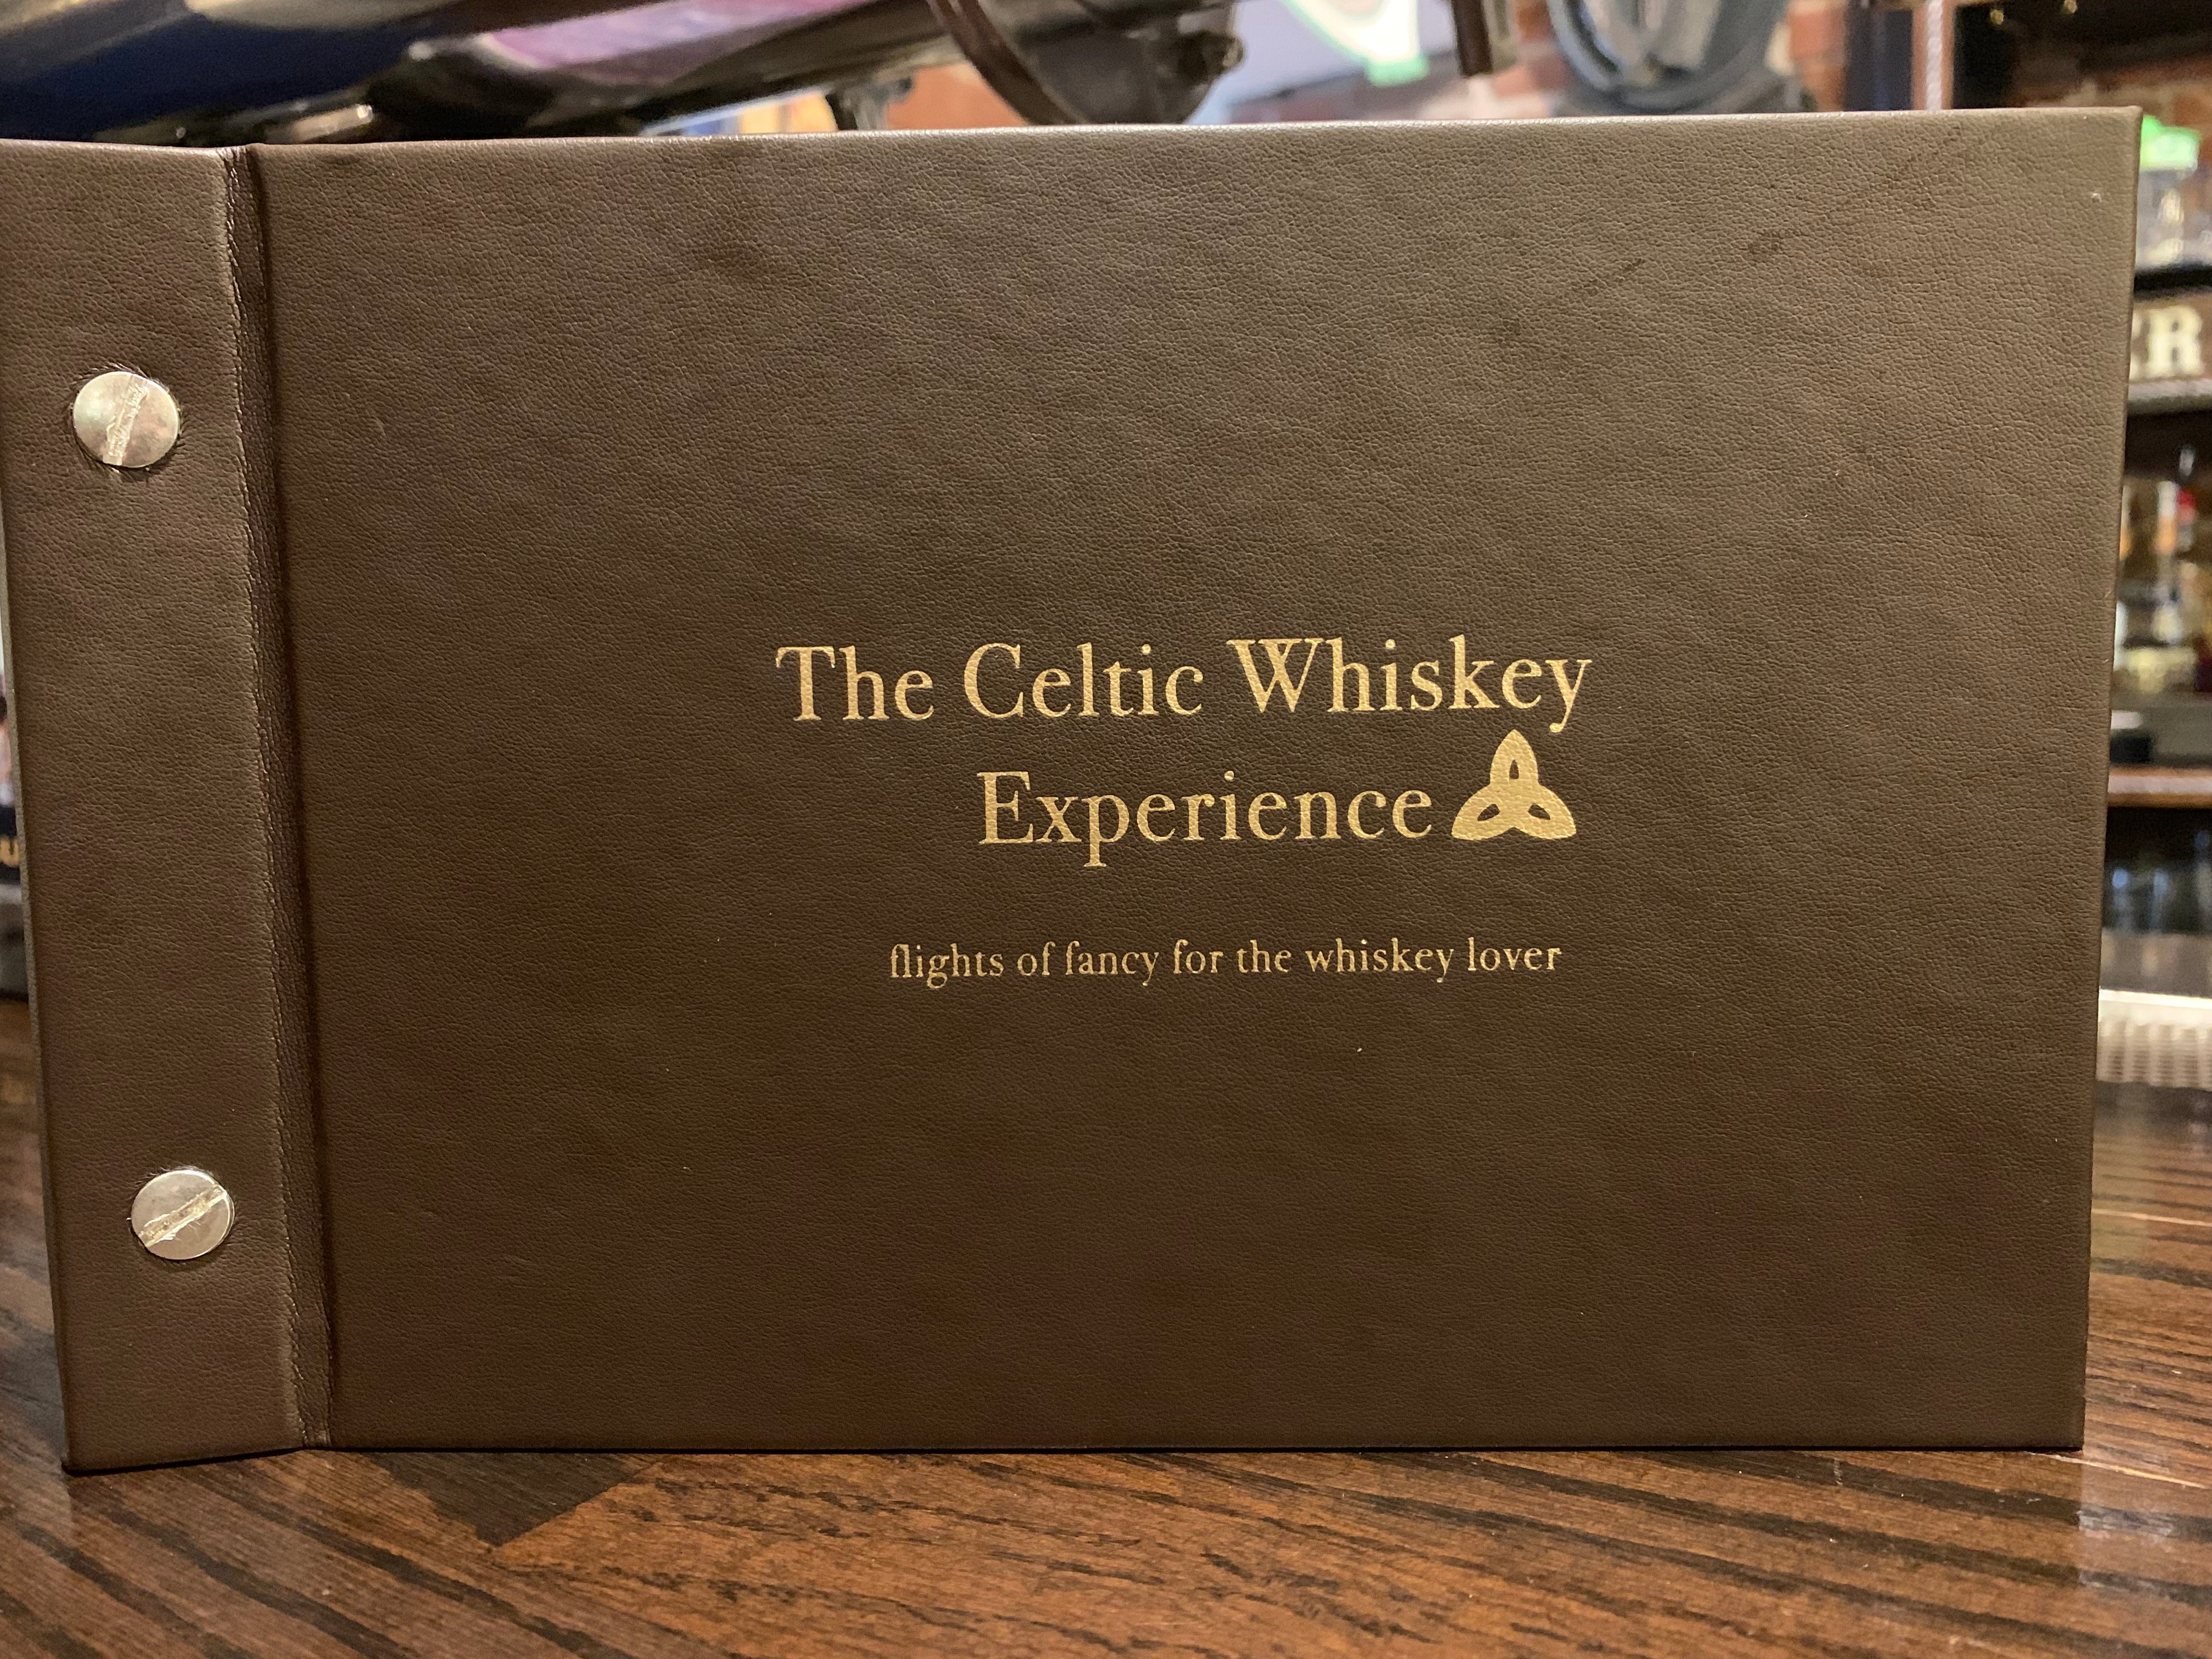 The Celtic Whiskey
Experience
flights of fancy for the whiskey lover